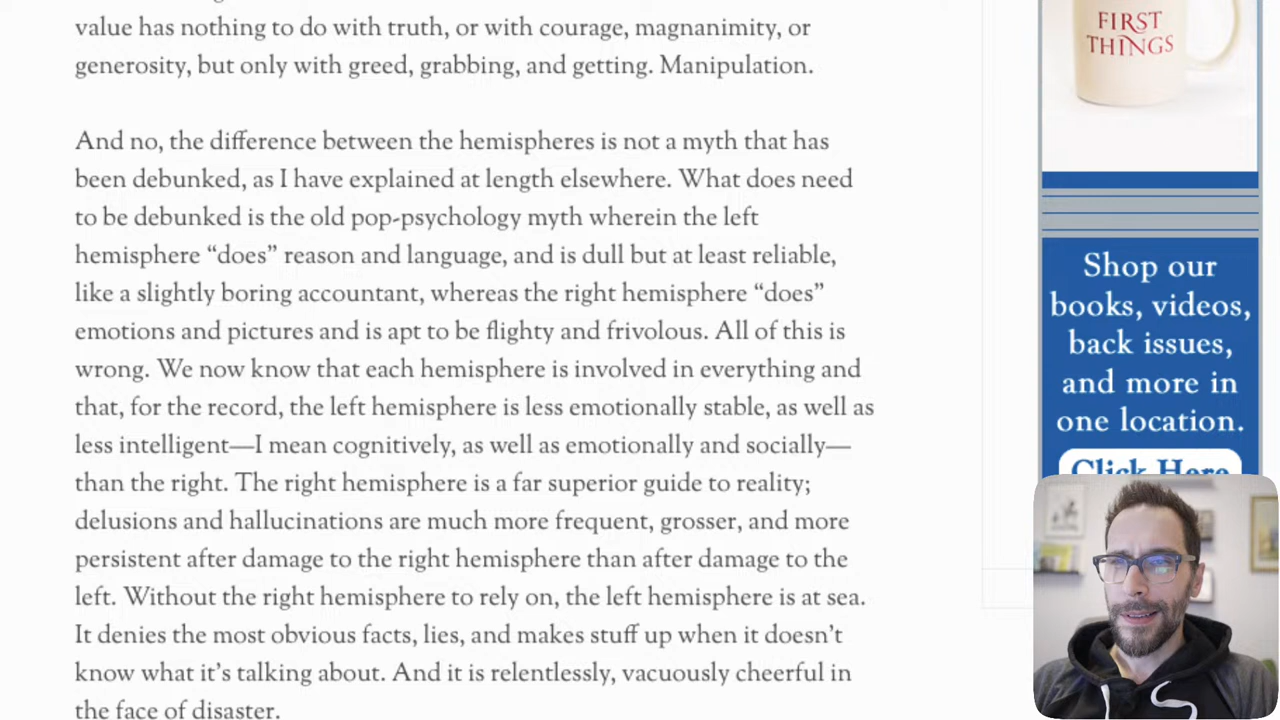 value has nothing to do with truth, or with courage, magnanimity, or
generosity, but only with greed, grabbing, and getting. Manipulation.
And no, the difference between the hemispheres is not a myth that has
been debunked, as I have explained at length elsewhere. What does need
to be debunked is the old pop-psychology myth wherein the left
hemisphere “does” reason and language, and is dull but at least reliable,
like a slightly boring accountant, whereas the right hemisphere “does”
emotions and pictures and is apt to be flighty and frivolous. All of this is
wrong. We now know that each hemisphere is involved in everything and
that, for the record, the left hemisphere is less emotionally stable, as well as
less intelligent—I mean cognitively, as well as emotionally and socially—
than the right. The right hemisphere is a far superior guide to reality;
delusions and hallucinations are much more frequent, grosser, and more
persistent after damage to the right hemisphere than after damage to the
left. Without the right hemisphere to rely on, the left hemisphere is at sea.
It denies the most obvious facts, lies, and makes stuff up when it doesn’t
know what it’s talking about. And it is relentlessly, vacuously cheerful in
the face of disaster.
FIRST
THINGS
Shop our
books, videos,
back issues,
and more in
one location.
Click Here